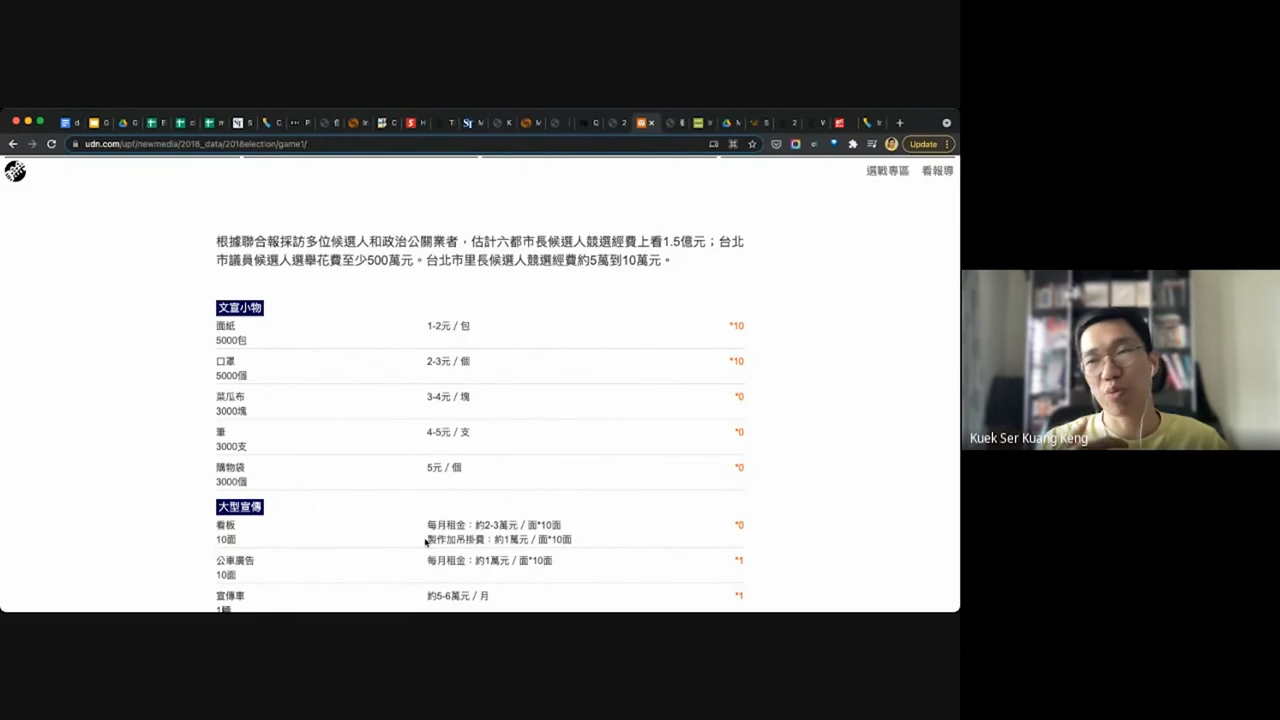 Update
udn.com/upf/newmedia/2018_data/2018election/game1/
選戰專區 看報導
根據聯合報採訪多位候選人和政治公關業者，估計六都市長候選人競選經費上看1.5億元；台北
市議員候選人選舉花費至少500萬元。台北市里長候選人競選經費約5萬到10萬元。
文宣小物
面紙 1-2元 / 包 *10
5000包
口罩 2-3元 / 個 *10
5000個
菜瓜布 3-4元 / 塊 *0
3000塊
筆 4-5元 / 支 *0
3000支
購物袋 5元 / 個 *0
3000個
大型宣傳
看板 每月租金：約2-3萬元 / 面*10面 *0
10面 製作加吊掛費：約1萬元 / 面*10面
公車廣告 每月租金：約1萬元 / 面*10面 *1
10面
宣傳車 約5-6萬元 / 月 *1
1輛
Kuek Ser Kuang Keng